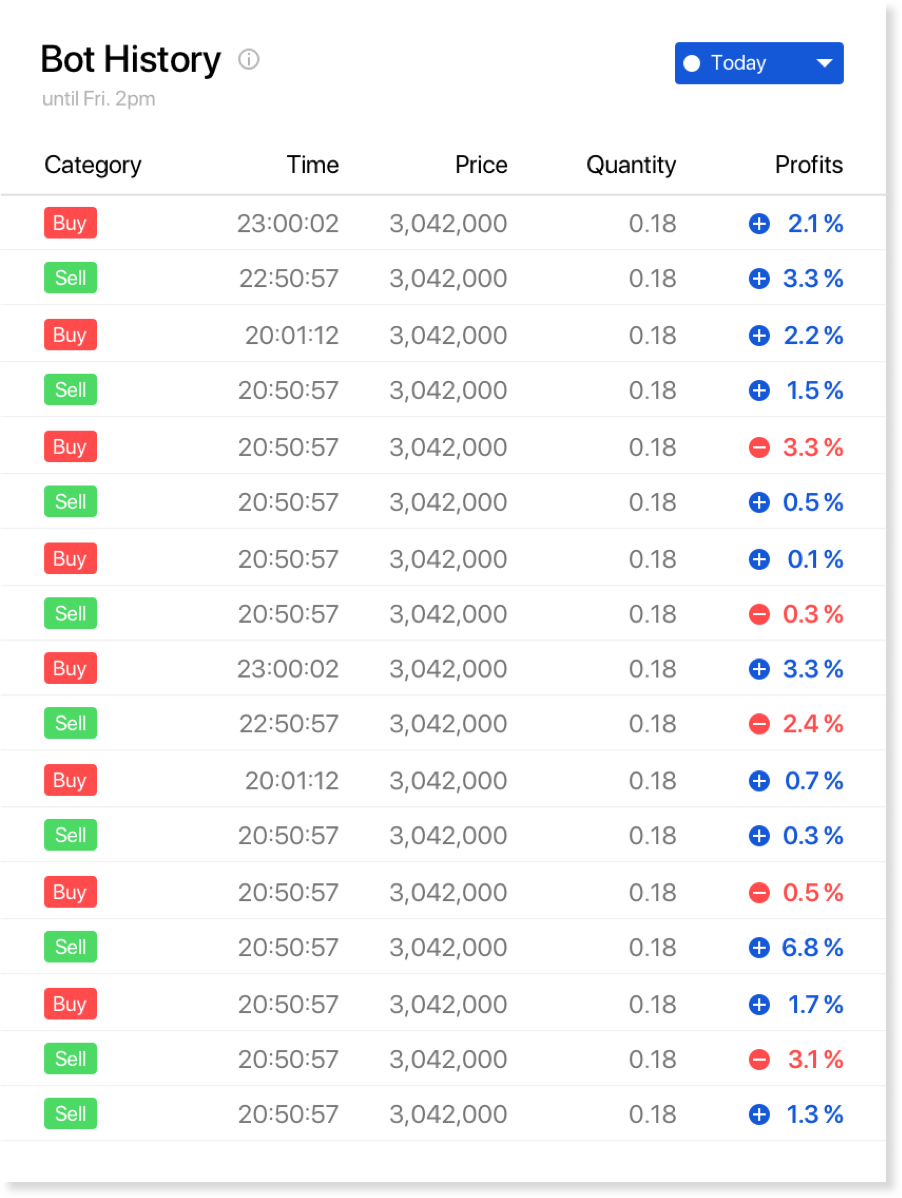 Bot History
until Fri. 2pm
Today
Category Time Price Quantity Profits
Buy 23:00:02 3,042,000 0.18 + 2.1 %
Sell 22:50:57 3,042,000 0.18 + 3.3 %
Buy 20:01:12 3,042,000 0.18 + 2.2 %
Sell 20:50:57 3,042,000 0.18 + 1.5 %
Buy 20:50:57 3,042,000 0.18 − 3.3 %
Sell 20:50:57 3,042,000 0.18 + 0.5 %
Buy 20:50:57 3,042,000 0.18 + 0.1 %
Sell 20:50:57 3,042,000 0.18 − 0.3 %
Buy 23:00:02 3,042,000 0.18 + 3.3 %
Sell 22:50:57 3,042,000 0.18 − 2.4 %
Buy 20:01:12 3,042,000 0.18 + 0.7 %
Sell 20:50:57 3,042,000 0.18 + 0.3 %
Buy 20:50:57 3,042,000 0.18 − 0.5 %
Sell 20:50:57 3,042,000 0.18 + 6.8 %
Buy 20:50:57 3,042,000 0.18 + 1.7 %
Sell 20:50:57 3,042,000 0.18 − 3.1 %
Sell 20:50:57 3,042,000 0.18 + 1.3 %